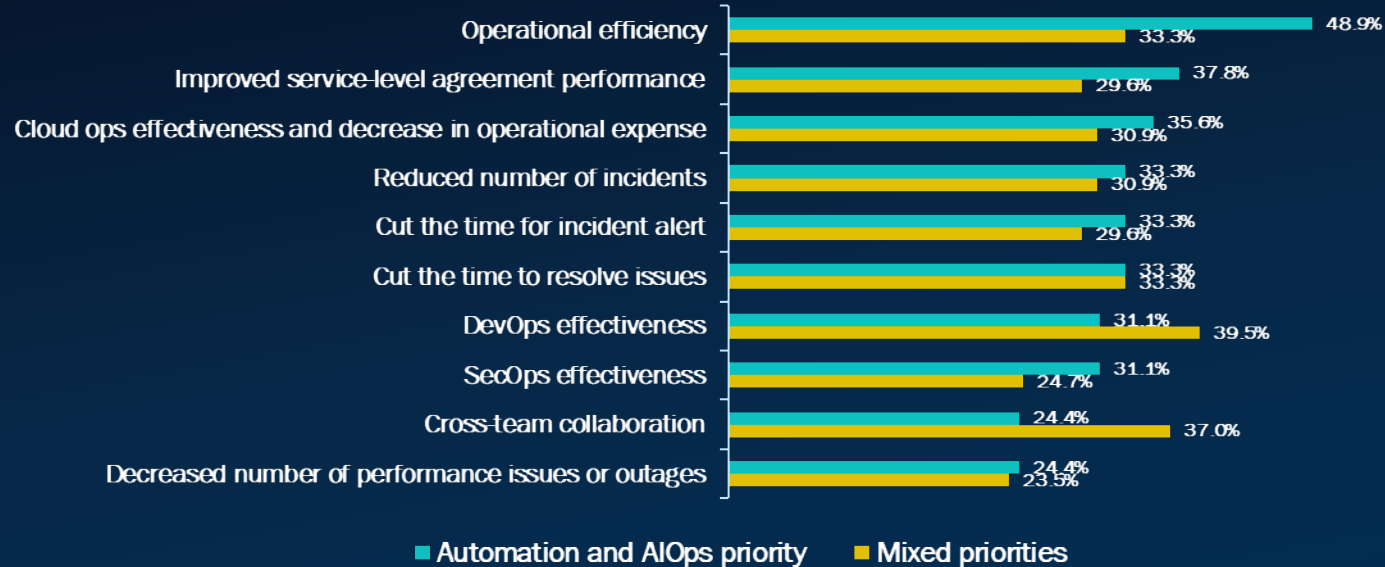 Operational efficiency 48.9%
33.3%
Improved service-level agreement performance 37.8%
29.6%
Cloud ops effectiveness and decrease in operational expense 35.6%
30.9%
Reduced number of incidents 33.3%
30.9%
Cut the time for incident alert 33.3%
29.6%
Cut the time to resolve issues 33.3%
33.3%
DevOps effectiveness 31.1%
39.5%
SecOps effectiveness 31.1%
24.7%
Cross-team collaboration 24.4%
37.0%
Decreased number of performance issues or outages 24.4%
23.5%
Automation and AIOps priority Mixed priorities